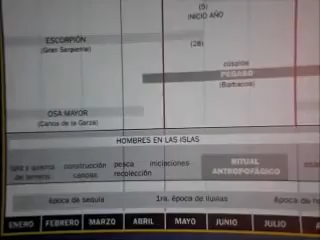 (5)
INICIO AÑO
ESCORPIÓN
(Gran Serpiente)
(28)
cúspide
PEGASO
(Barbacoa)
OSA MAYOR
(Canoa de la Garza)
HOMBRES EN LAS ISLAS
tala y quema
de terreno
construcción
canoas
pesca
recolección
iniciaciones
RITUAL
ANTROPOFÁGICO
época de sequía
1ra. época de lluvias
época de
ENERO FEBRERO MARZO ABRIL MAYO JUNIO JULIO